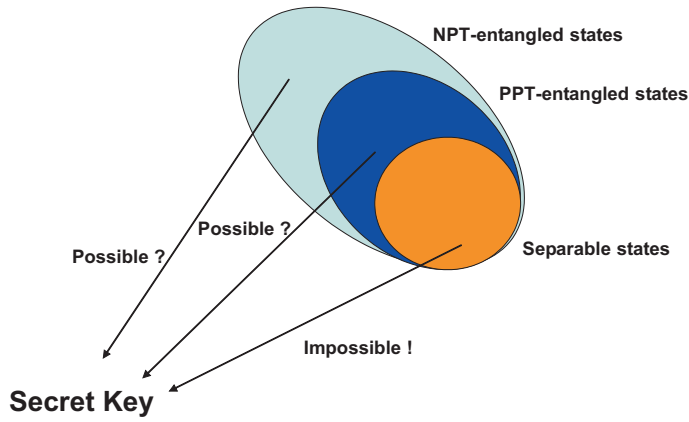 NPT-entangled states
PPT-entangled states
Possible ?
Possible ?
Separable states
Impossible !
Secret Key